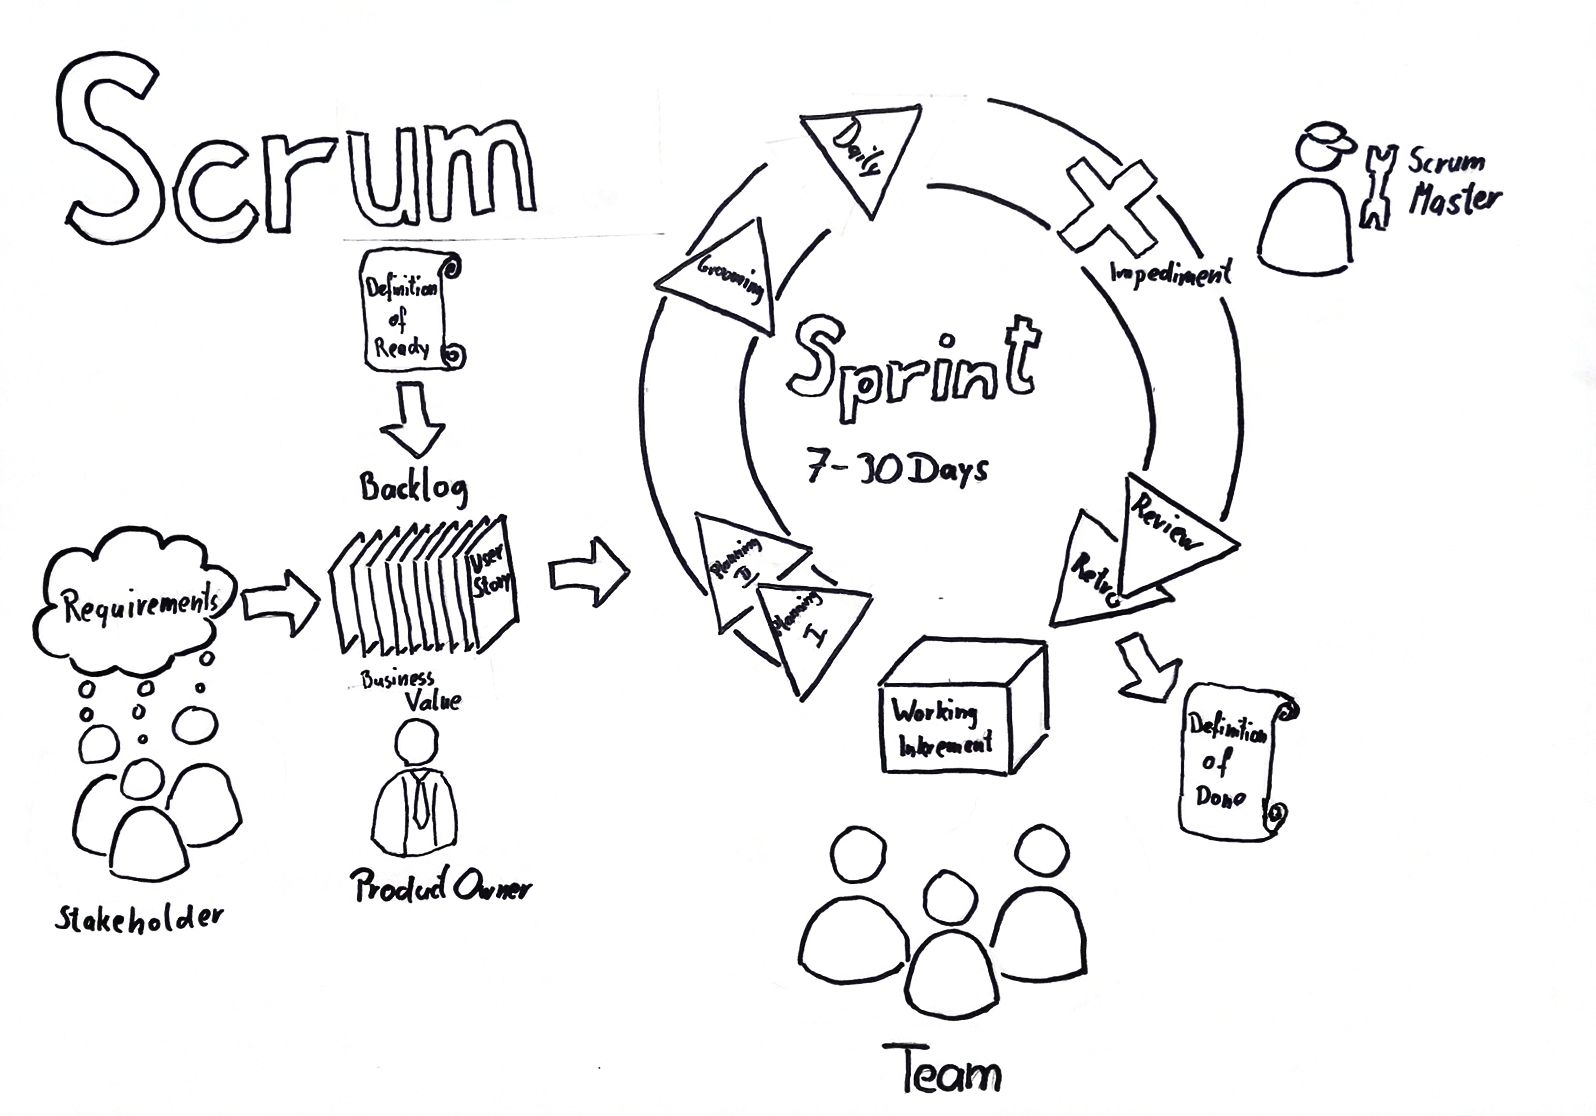 Scrum
Definition
of
Ready
Backlog
Requirements
User
Story
Business
Value
Stakeholder
Product Owner
Daily
Grooming
Impediment
Scrum
Master
Sprint
7-30 Days
Planning
II
Planning
I
Review
Retro
Working
Inkrement
Definition
of
Done
Team